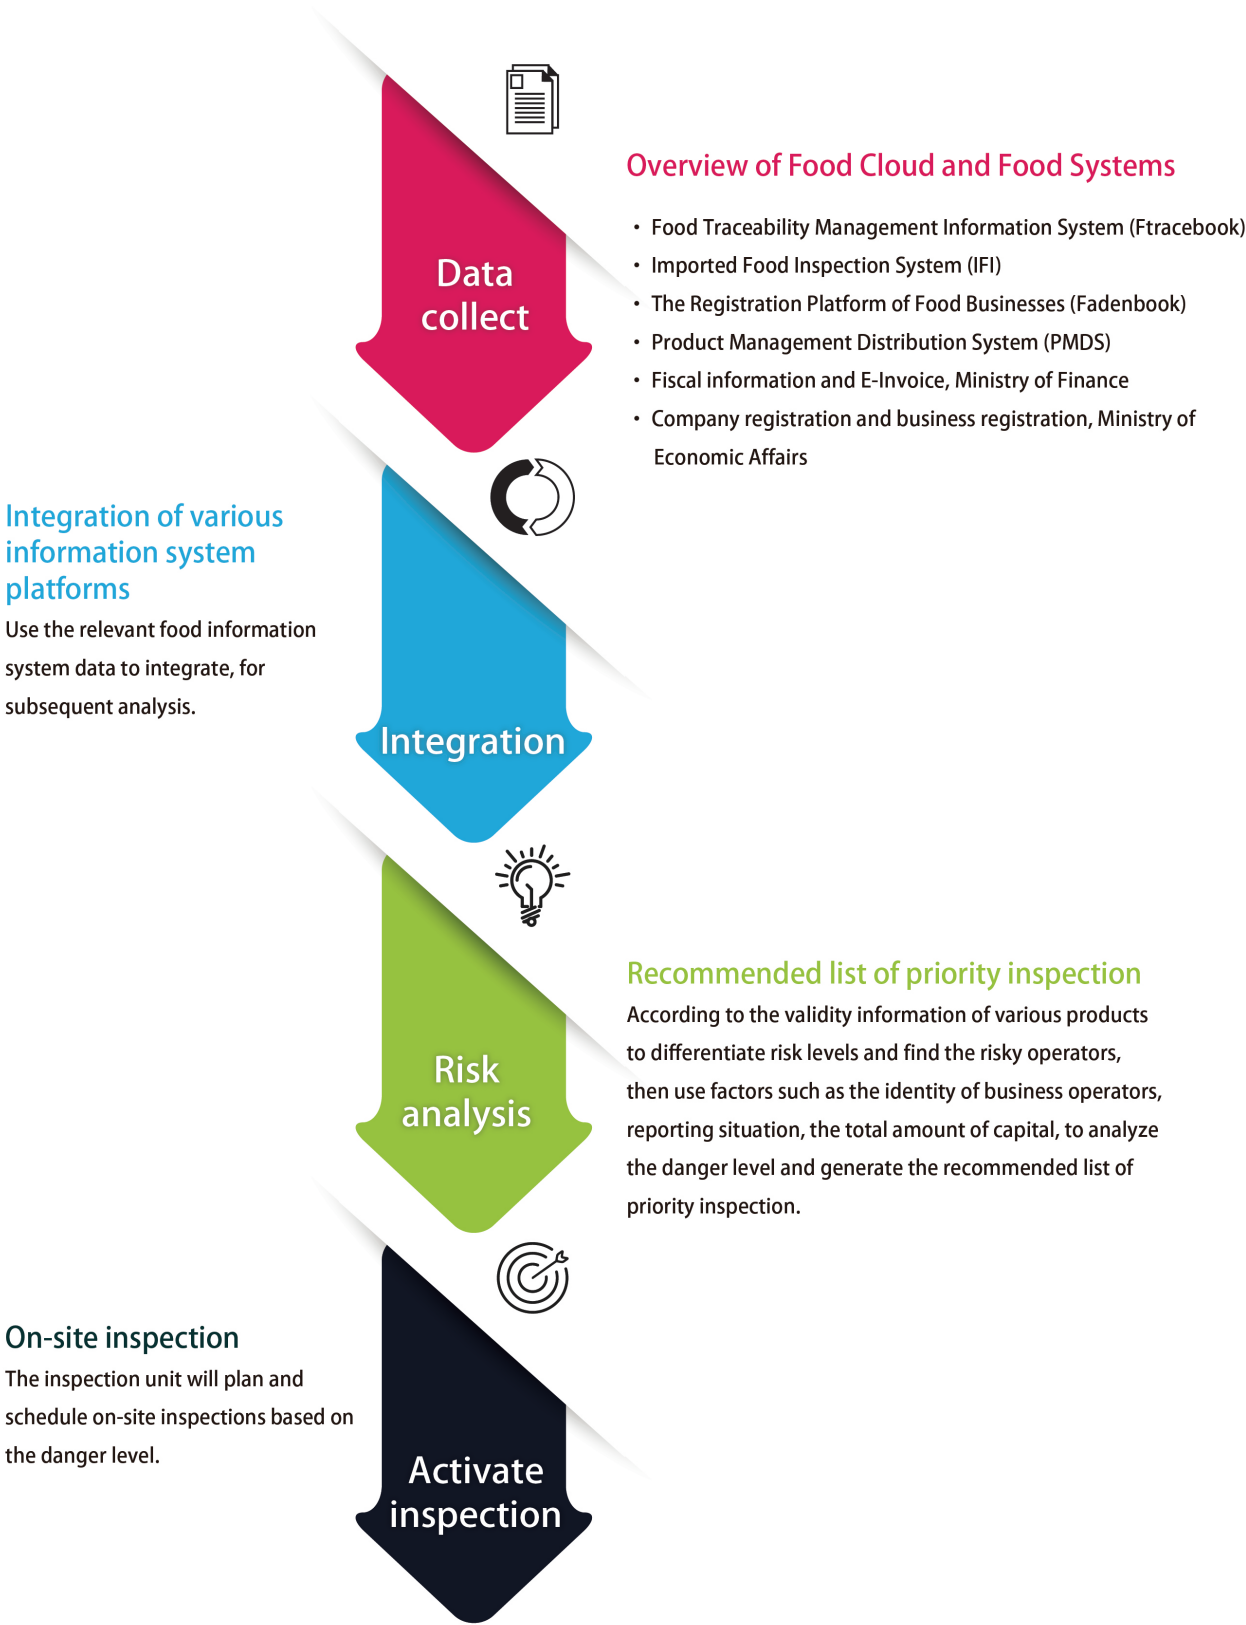 Overview of Food Cloud and Food Systems
・ Food Traceability Management Information System (Ftracebook)
・ Imported Food Inspection System (IFI)
・ The Registration Platform of Food Businesses (Fadenbook)
・ Product Management Distribution System (PMDS)
・ Fiscal information and E-Invoice, Ministry of Finance
・ Company registration and business registration, Ministry of
Economic Affairs
Data
collect
Integration of various
information system
platforms
Use the relevant food information
system data to integrate, for
subsequent analysis.
Integration
Recommended list of priority inspection
According to the validity information of various products
to differentiate risk levels and find the risky operators,
then use factors such as the identity of business operators,
reporting situation, the total amount of capital, to analyze
the danger level and generate the recommended list of
priority inspection.
Risk
analysis
On-site inspection
The inspection unit will plan and
schedule on-site inspections based on
the danger level.
Activate
inspection